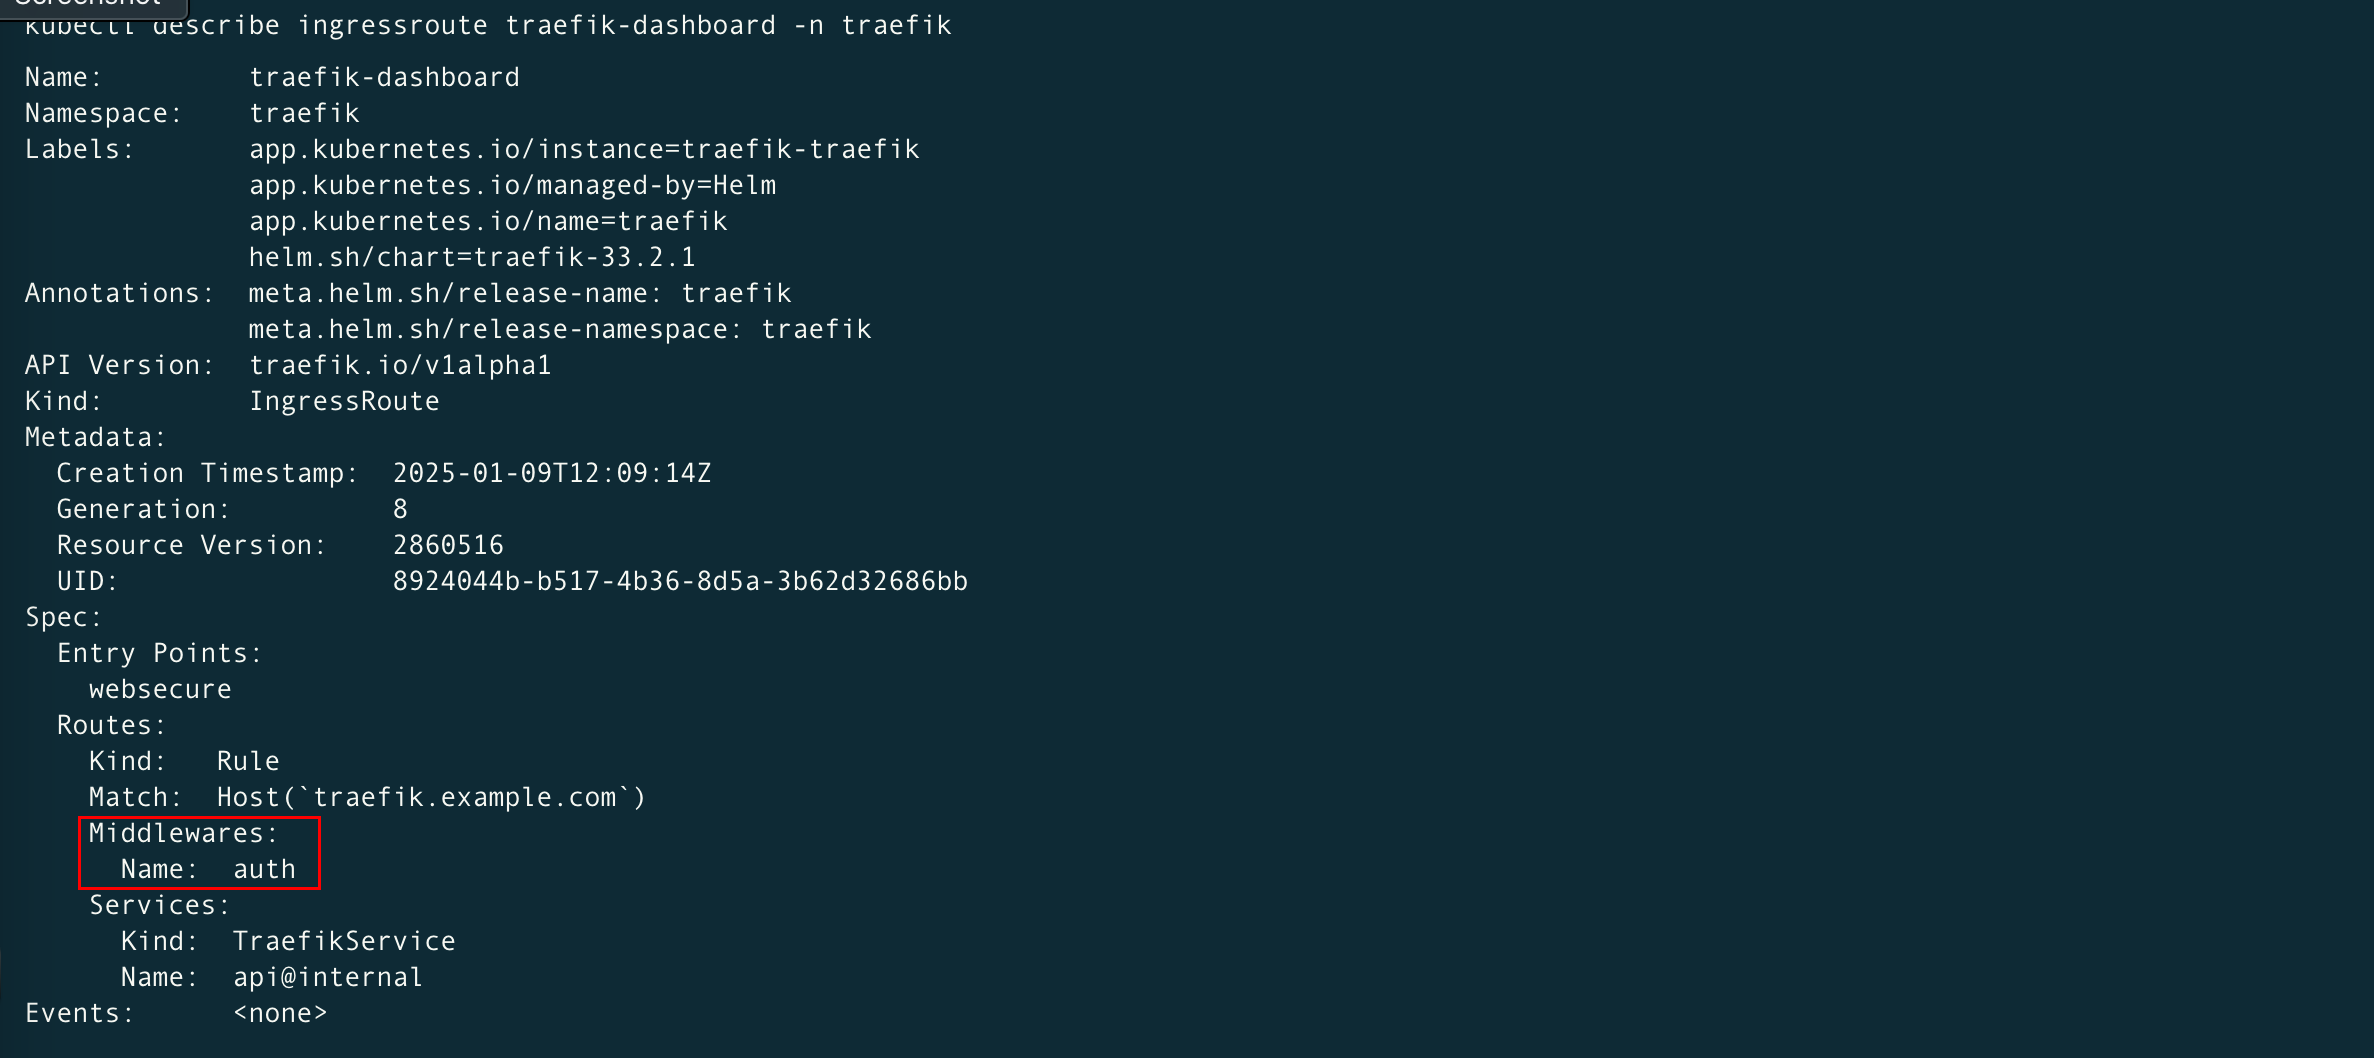 Screenshot
kubectl describe ingressroute traefik-dashboard -n traefik
Name:         traefik-dashboard
Namespace:    traefik
Labels:       app.kubernetes.io/instance=traefik-traefik
              app.kubernetes.io/managed-by=Helm
              app.kubernetes.io/name=traefik
              helm.sh/chart=traefik-33.2.1
Annotations:  meta.helm.sh/release-name: traefik
              meta.helm.sh/release-namespace: traefik
API Version:  traefik.io/v1alpha1
Kind:         IngressRoute
Metadata:
  Creation Timestamp:  2025-01-09T12:09:14Z
  Generation:          8
  Resource Version:    2860516
  UID:                 8924044b-b517-4b36-8d5a-3b62d32686bb
Spec:
  Entry Points:
    websecure
  Routes:
    Kind:   Rule
    Match:  Host(`traefik.example.com`)
    Middlewares:
      Name:  auth
    Services:
      Kind:  TraefikService
      Name:  api@internal
Events:      <none>